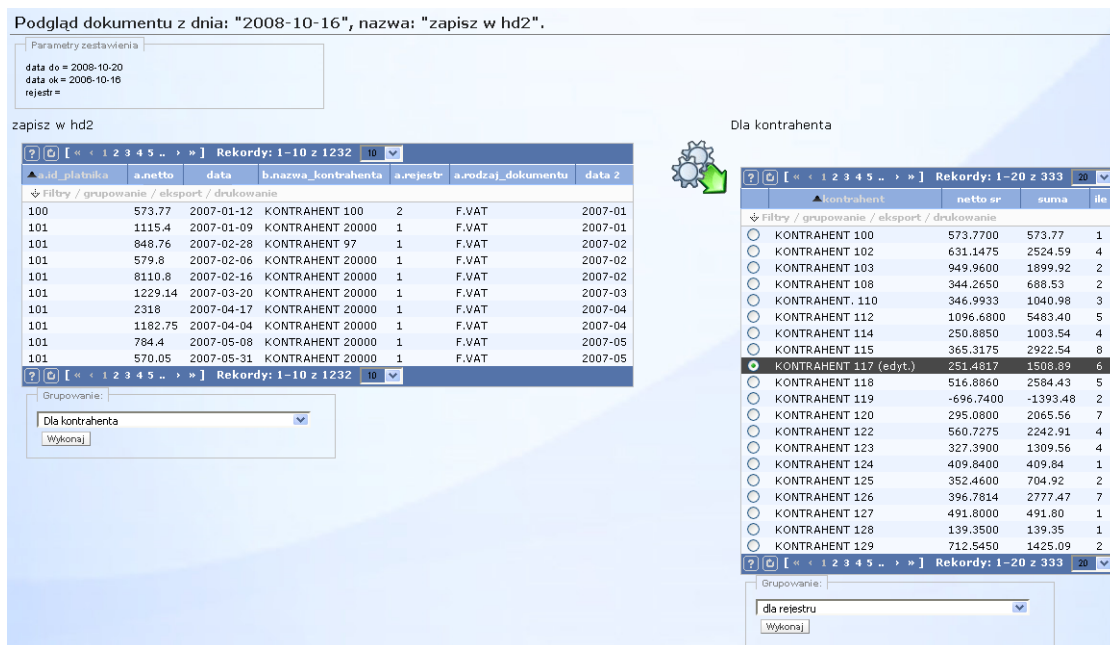 Podgląd dokumentu z dnia: "2008-10-16", nazwa: "zapisz w hd2".
Parametry zestawienia
data do = 2008-10-20
data ok = 2006-10-16
rejestr =
zapisz w hd2
? [ « ‹ 1 2 3 4 5 .. › » ] Rekordy: 1-10 z 1232 10
a.id_platnika a.netto data b.nazwa_kontrahenta a.rejestr a.rodzaj_dokumentu data 2
Filtry / grupowanie / eksport / drukowanie
100 573.77 2007-01-12 KONTRAHENT 100 2 F.VAT 2007-01
101 1115.4 2007-01-09 KONTRAHENT 20000 1 F.VAT 2007-01
101 848.76 2007-02-28 KONTRAHENT 97 1 F.VAT 2007-02
101 579.8 2007-02-06 KONTRAHENT 20000 1 F.VAT 2007-02
101 8110.8 2007-02-16 KONTRAHENT 20000 1 F.VAT 2007-02
101 1229.14 2007-03-20 KONTRAHENT 20000 1 F.VAT 2007-03
101 2318 2007-04-17 KONTRAHENT 20000 1 F.VAT 2007-04
101 1182.75 2007-04-04 KONTRAHENT 20000 1 F.VAT 2007-04
101 784.4 2007-05-08 KONTRAHENT 20000 1 F.VAT 2007-05
101 570.05 2007-05-31 KONTRAHENT 20000 1 F.VAT 2007-05
? [ « ‹ 1 2 3 4 5 .. › » ] Rekordy: 1-10 z 1232 10
Grupowanie:
Dla kontrahenta
Wykonaj
Dla kontrahenta
? [ « ‹ 1 2 3 4 5 .. › » ] Rekordy: 1-20 z 333 20
kontrahent netto sr suma ile
Filtry / grupowanie / eksport / drukowanie
KONTRAHENT 100 573.7700 573.77 1
KONTRAHENT 102 631.1475 2524.59 4
KONTRAHENT 103 949.9600 1899.92 2
KONTRAHENT 108 344.2650 688.53 2
KONTRAHENT. 110 346.9933 1040.98 3
KONTRAHENT 112 1096.6800 5483.40 5
KONTRAHENT 114 250.8850 1003.54 4
KONTRAHENT 115 365.3175 2922.54 8
KONTRAHENT 117 (edyt.) 251.4817 1508.89 6
KONTRAHENT 118 516.8860 2584.43 5
KONTRAHENT 119 -696.7400 -1393.48 2
KONTRAHENT 120 295.0800 2065.56 7
KONTRAHENT 122 560.7275 2242.91 4
KONTRAHENT 123 327.3900 1309.56 4
KONTRAHENT 124 409.8400 409.84 1
KONTRAHENT 125 352.4600 704.92 2
KONTRAHENT 126 396.7814 2777.47 7
KONTRAHENT 127 491.8000 491.80 1
KONTRAHENT 128 139.3500 139.35 1
KONTRAHENT 129 712.5450 1425.09 2
? [ « ‹ 1 2 3 4 5 .. › » ] Rekordy: 1-20 z 333 20
Grupowanie:
dla rejestru
Wykonaj